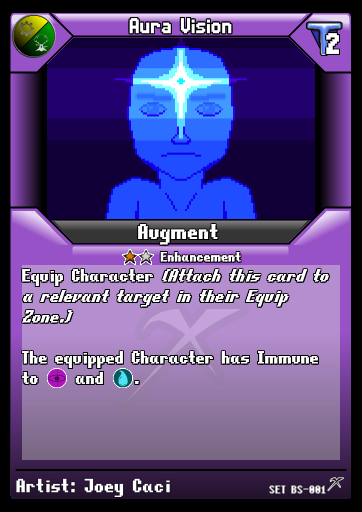 Aura Vision
2
Augment
Enhancement
Equip Character (Attach this card to
a relevant target in their Equip
Zone.)
The equipped Character has Immune
to and .
Artist: Joey Caci
SET BS-001